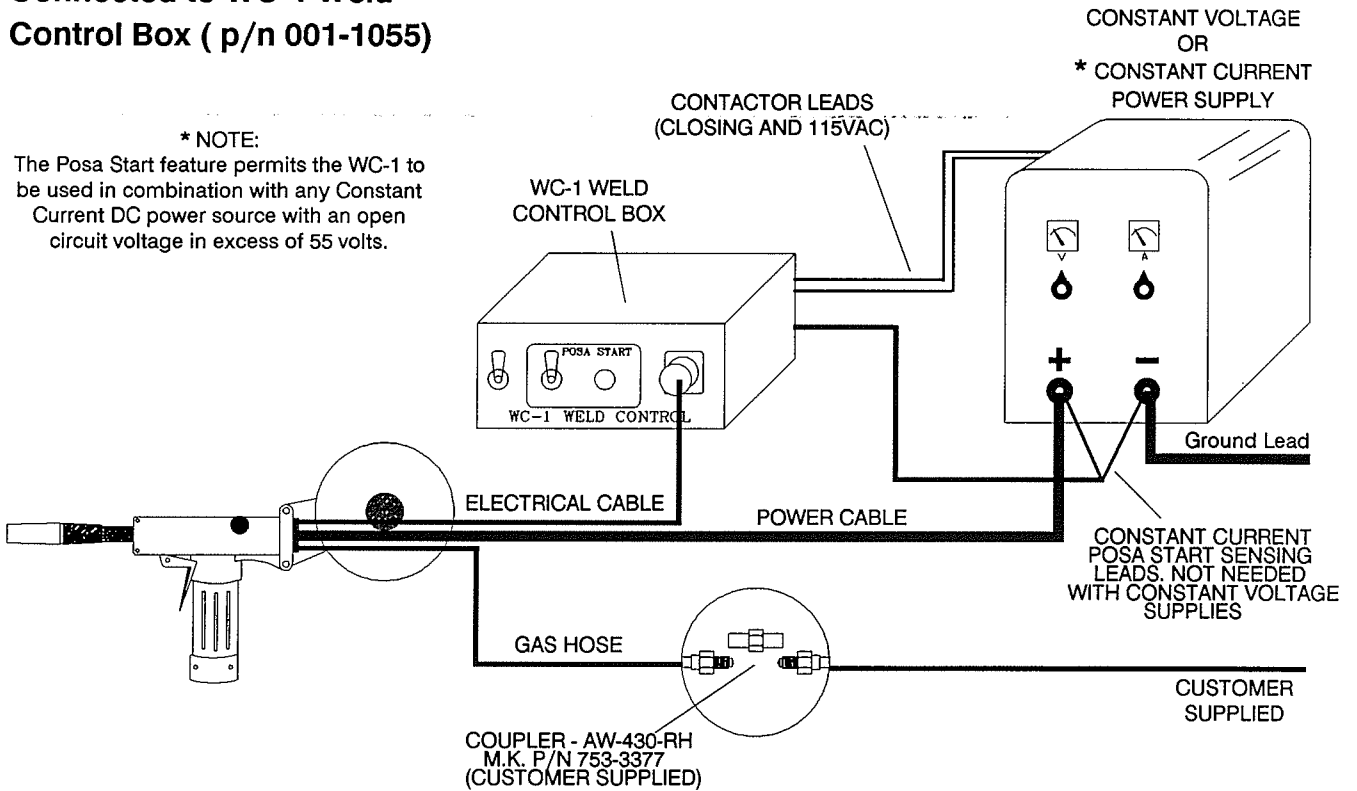 Control Box ( p/n 001-1055)
* NOTE:
The Posa Start feature permits the WC-1 to
be used in combination with any Constant
Current DC power source with an open
circuit voltage in excess of 55 volts.
CONSTANT VOLTAGE
OR
* CONSTANT CURRENT
POWER SUPPLY
CONTACTOR LEADS
(CLOSING AND 115VAC)
WC-1 WELD
CONTROL BOX
V
A
+
−
POSA START
WC-1 WELD CONTROL
Ground Lead
ELECTRICAL CABLE
POWER CABLE
CONSTANT CURRENT
POSA START SENSING
LEADS. NOT NEEDED
WITH CONSTANT VOLTAGE
SUPPLIES
GAS HOSE
CUSTOMER
SUPPLIED
COUPLER - AW-430-RH
M.K. P/N 753-3377
(CUSTOMER SUPPLIED)